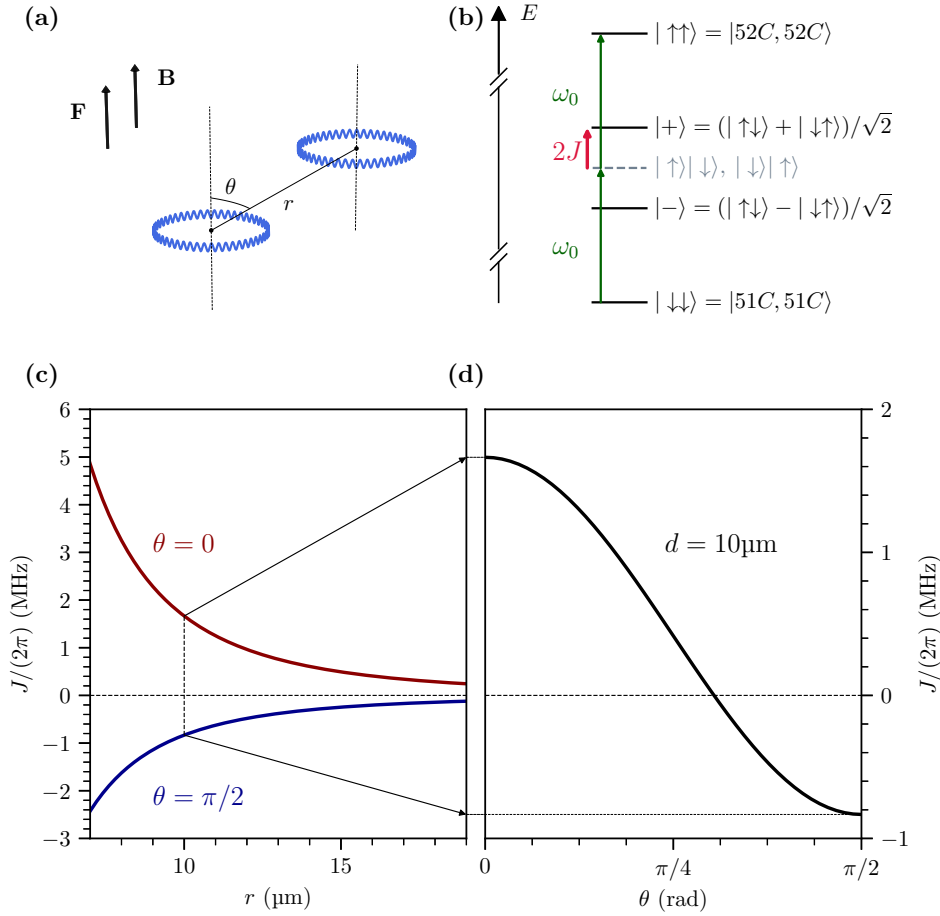 (a)
F
B
θ
r
(b)
E
| ↑↑⟩ = |52C, 52C⟩
ω₀
|+⟩ = (| ↑↓⟩ + | ↓↑⟩)/√2
2J
| ↑⟩| ↓⟩, | ↓⟩| ↑⟩
|−⟩ = (| ↑↓⟩ − | ↓↑⟩)/√2
ω₀
| ↓↓⟩ = |51C, 51C⟩
(c)
6
5
4
3
2
1
0
−1
−2
−3
J/(2π) (MHz)
θ = 0
θ = π/2
10
15
r (µm)
(d)
d = 10µm
2
1
0
−1
J/(2π) (MHz)
0
π/4
π/2
θ (rad)